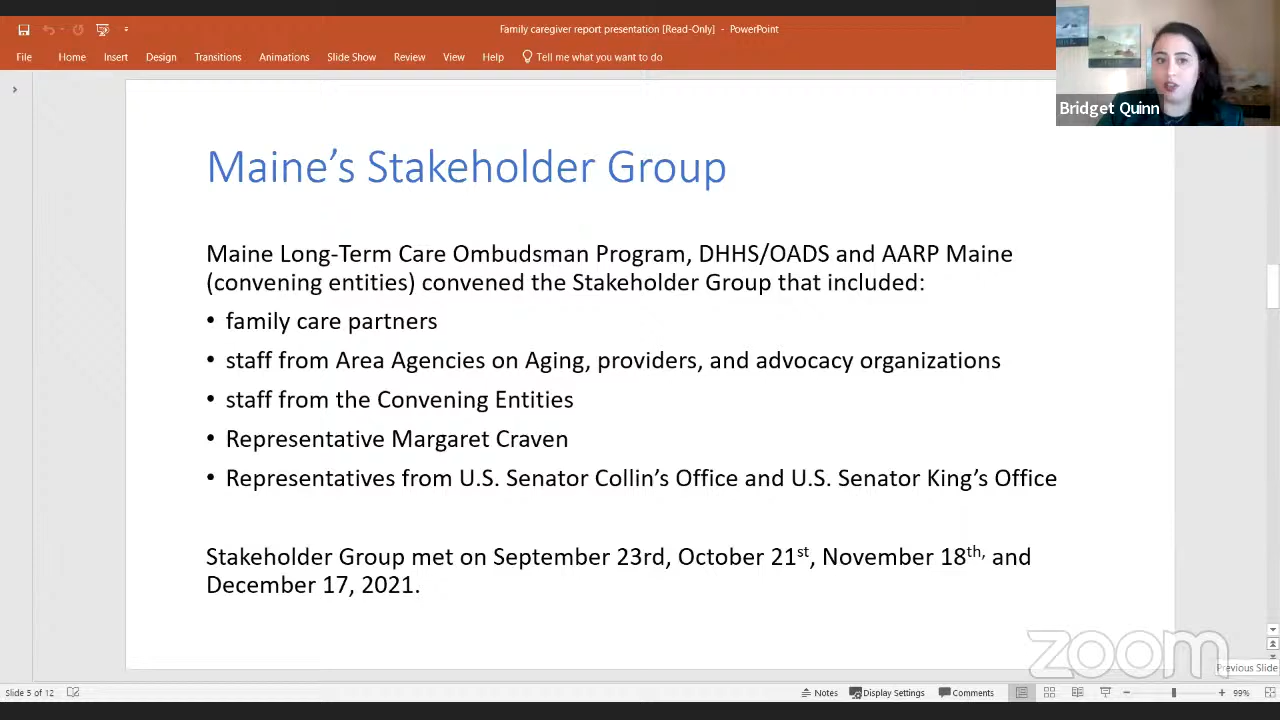 Family caregiver report presentation [Read-Only] - PowerPoint
File Home Insert Design Transitions Animations Slide Show Review View Help Tell me what you want to do
Bridget Quinn
Maine's Stakeholder Group
Maine Long-Term Care Ombudsman Program, DHHS/OADS and AARP Maine
(convening entities) convened the Stakeholder Group that included:
• family care partners
• staff from Area Agencies on Aging, providers, and advocacy organizations
• staff from the Convening Entities
• Representative Margaret Craven
• Representatives from U.S. Senator Collin's Office and U.S. Senator King's Office
Stakeholder Group met on September 23rd, October 21st, November 18th, and
December 17, 2021.
zoom
Previous Slide
Slide 5 of 12 Notes Display Settings Comments 99%